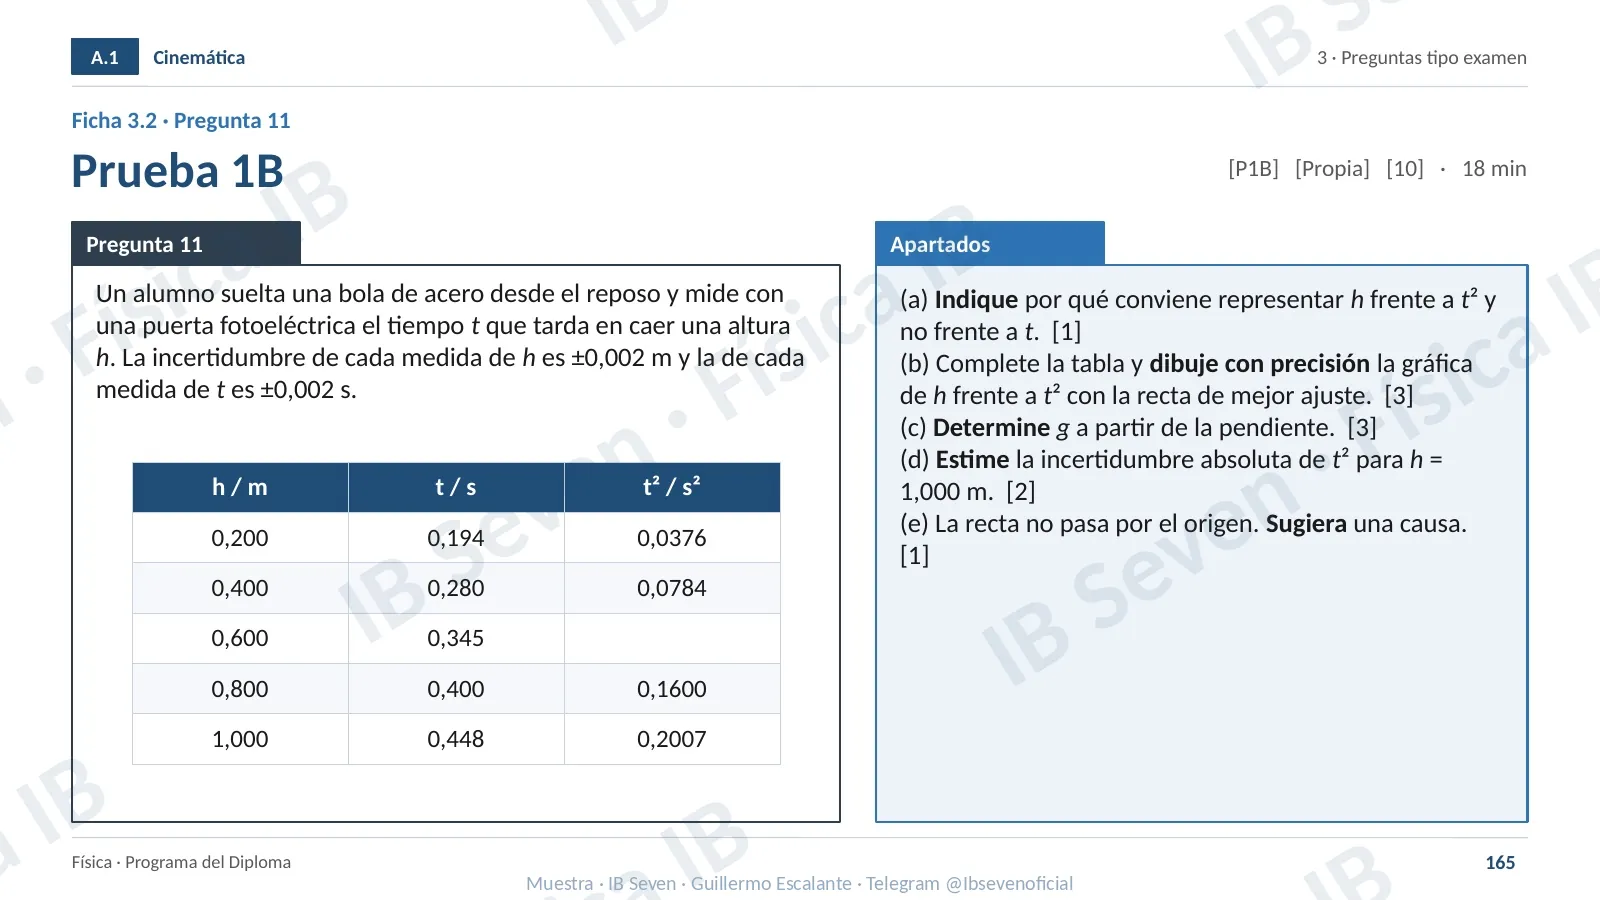 A.1 Cinemática
3 · Preguntas tipo examen
Ficha 3.2 · Pregunta 11
Prueba 1B
[P1B] [Propia] [10] · 18 min
Pregunta 11
Un alumno suelta una bola de acero desde el reposo y mide con
una puerta fotoeléctrica el tiempo t que tarda en caer una altura
h. La incertidumbre de cada medida de h es ±0,002 m y la de cada
medida de t es ±0,002 s.
h / m t / s t² / s²
0,200 0,194 0,0376
0,400 0,280 0,0784
0,600 0,345
0,800 0,400 0,1600
1,000 0,448 0,2007
Apartados
(a) Indique por qué conviene representar h frente a t² y
no frente a t. [1]
(b) Complete la tabla y dibuje con precisión la gráfica
de h frente a t² con la recta de mejor ajuste. [3]
(c) Determine g a partir de la pendiente. [3]
(d) Estime la incertidumbre absoluta de t² para h =
1,000 m. [2]
(e) La recta no pasa por el origen. Sugiera una causa.
[1]
Física · Programa del Diploma
165
Muestra · IB Seven · Guillermo Escalante · Telegram @Ibsevenoficial
IB Seven · Física IB
IB Seven · Física IB